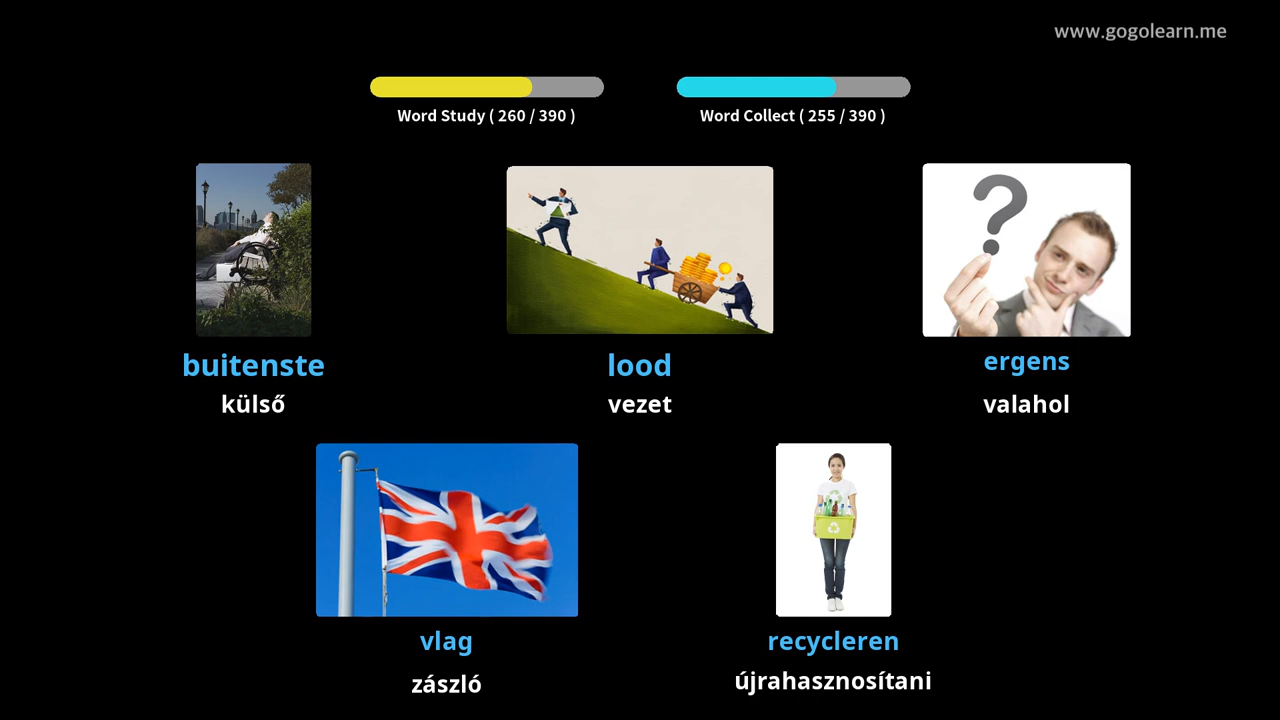 www.gogolearn.me
Word Study ( 260 / 390 )
Word Collect ( 255 / 390 )
buitenste
külső
lood
vezet
ergens
valahol
vlag
zászló
recycleren
újrahasznosítani